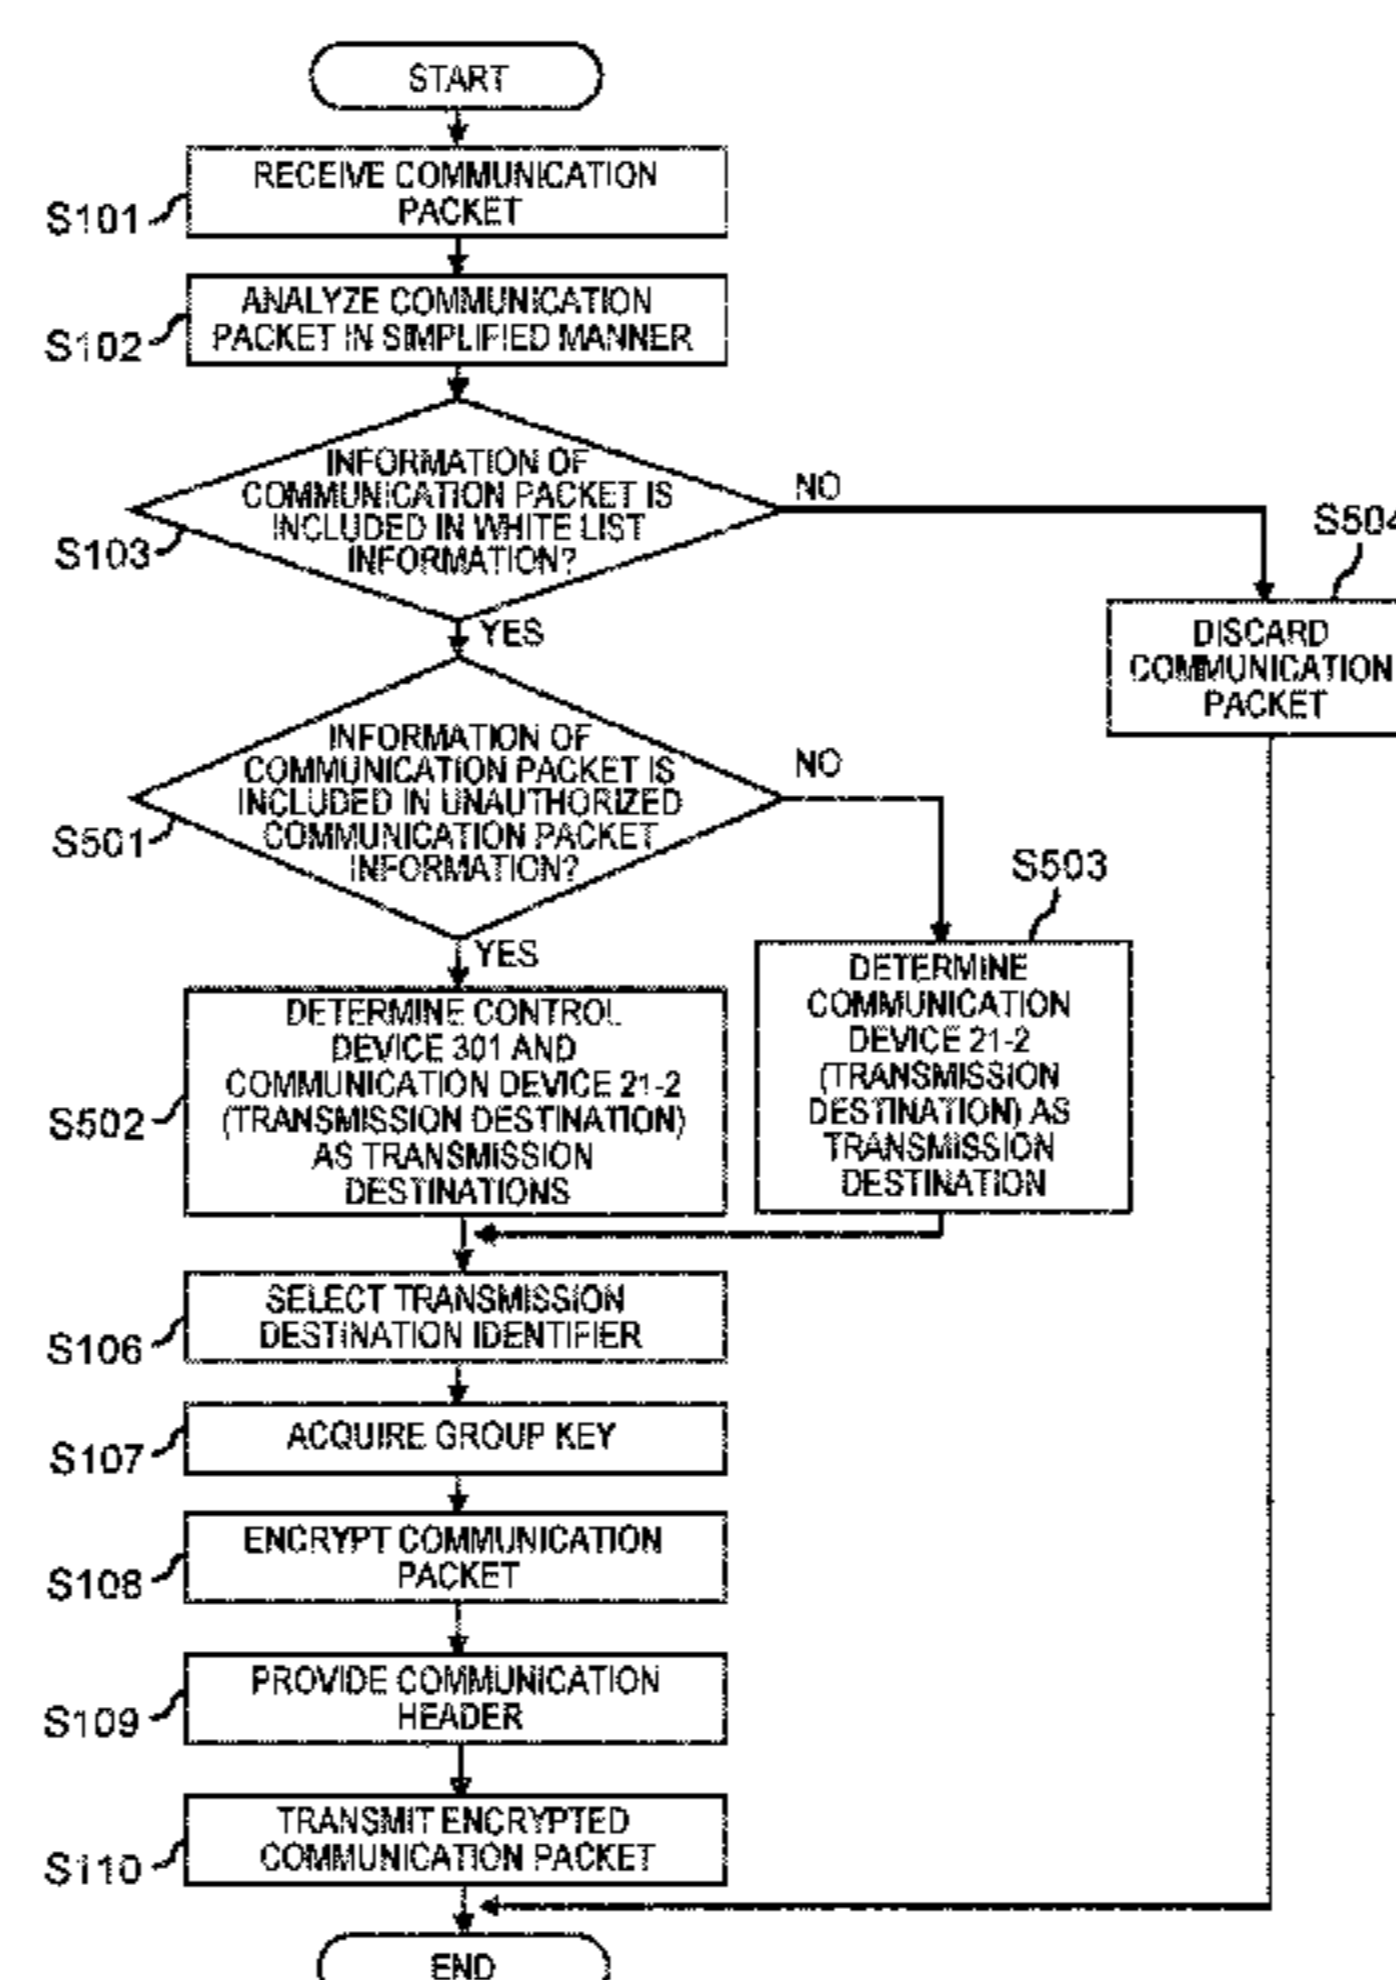 START
RECEIVE COMMUNICATION
PACKET
S101
ANALYZE COMMUNICATION
PACKET IN SIMPLIFIED MANNER
S102
INFORMATION OF
COMMUNICATION PACKET IS
INCLUDED IN WHITE LIST
INFORMATION?
S103
NO
YES
S504
DISCARD
COMMUNICATION
PACKET
INFORMATION OF
COMMUNICATION PACKET IS
INCLUDED IN UNAUTHORIZED
COMMUNICATION PACKET
INFORMATION?
S501
NO
YES
S503
DETERMINE
COMMUNICATION
DEVICE 21-2
(TRANSMISSION
DESTINATION) AS
TRANSMISSION
DESTINATION
DETERMINE CONTROL
DEVICE 301 AND
COMMUNICATION DEVICE 21-2
(TRANSMISSION DESTINATION)
AS TRANSMISSION
DESTINATIONS
S502
SELECT TRANSMISSION
DESTINATION IDENTIFIER
S106
ACQUIRE GROUP KEY
S107
ENCRYPT COMMUNICATION
PACKET
S108
PROVIDE COMMUNICATION
HEADER
S109
TRANSMIT ENCRYPTED
COMMUNICATION PACKET
S110
END